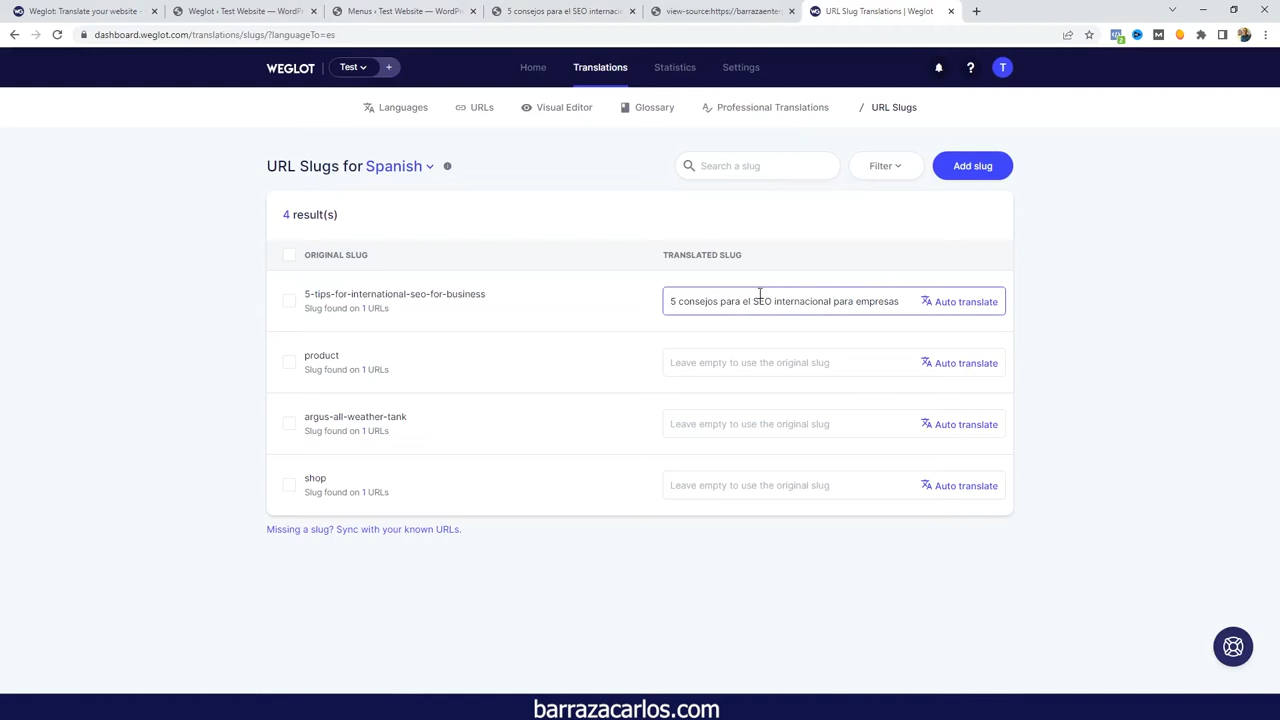 Weglot: Translate your website -
Weglot ‹ Test Website — WordPr
Menus ‹ Test Website — WordPre
5 consejos para el SEO internaci
view-source:https://barrazaenter
URL Slug Translations | Weglot
dashboard.weglot.com/translations/slugs/?languageTo=es
WEGLOT
Test
+
Home
Translations
Statistics
Settings
?
T
Languages
URLs
Visual Editor
Glossary
Professional Translations
/ URL Slugs
URL Slugs for Spanish
Search a slug
Filter
Add slug
4 result(s)
ORIGINAL SLUG
TRANSLATED SLUG
5-tips-for-international-seo-for-business
Slug found on 1 URLs
5 consejos para el SEO internacional para empresas
Auto translate
product
Slug found on 1 URLs
Leave empty to use the original slug
Auto translate
argus-all-weather-tank
Slug found on 1 URLs
Leave empty to use the original slug
Auto translate
shop
Slug found on 1 URLs
Leave empty to use the original slug
Auto translate
Missing a slug? Sync with your known URLs.
barrazacarlos.com